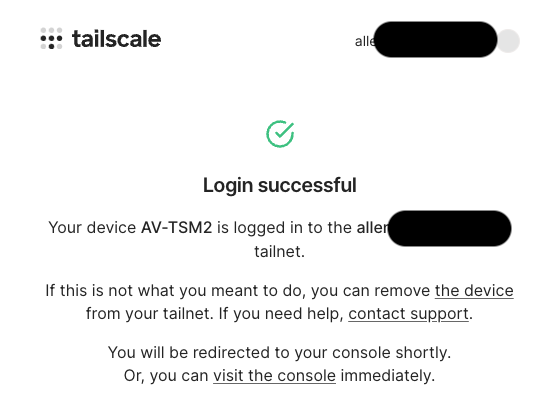 tailscale
alle
Login successful
Your device AV-TSM2 is logged in to the aller
tailnet.
If this is not what you meant to do, you can remove the device
from your tailnet. If you need help, contact support.
You will be redirected to your console shortly.
Or, you can visit the console immediately.